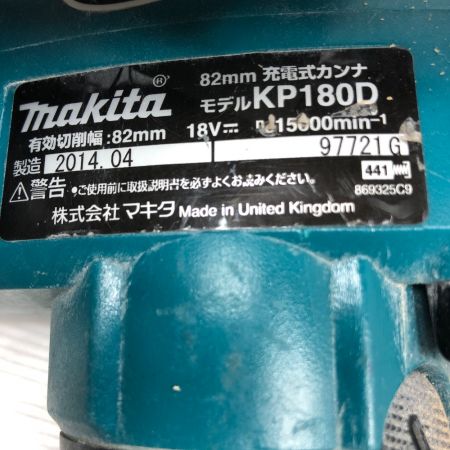 makita® 82mm 充電式カンナ
モデルKP180D
有効切削幅:82mm 18V⎓ n₀15000min⁻¹
製造 2014.04 97721 G
⚠警告 ●ご使用前に取扱説明書を必ずよくお読みください。 441
869325C9
株式会社マキタ Made in United Kingdom